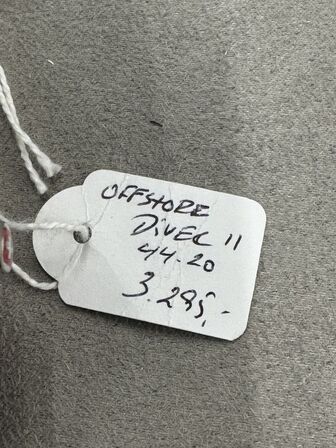 OFFSHORE
DIVER II
44-20
3.295,-